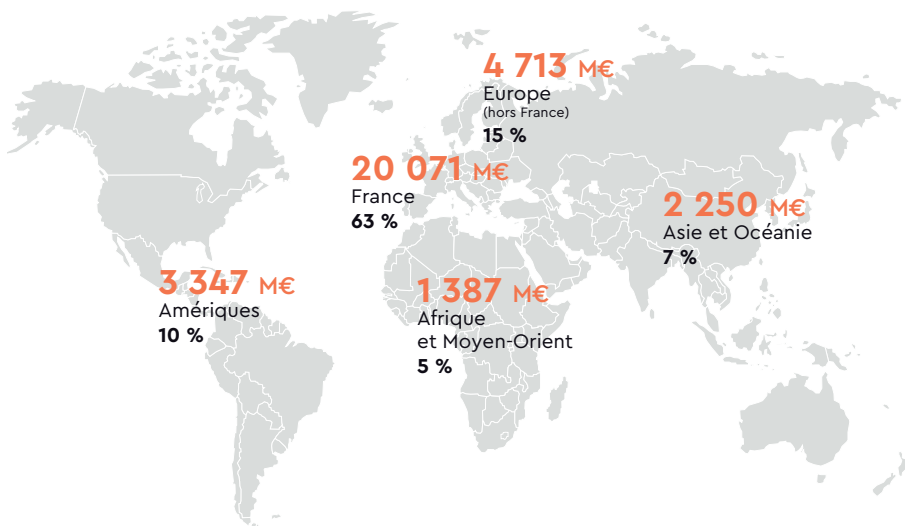 4 713 M€
Europe
(hors France)
15 %
20 071 M€
France
63 %
2 250 M€
Asie et Océanie
7 %
3 347 M€
Amériques
10 %
1 387 M€
Afrique
et Moyen-Orient
5 %